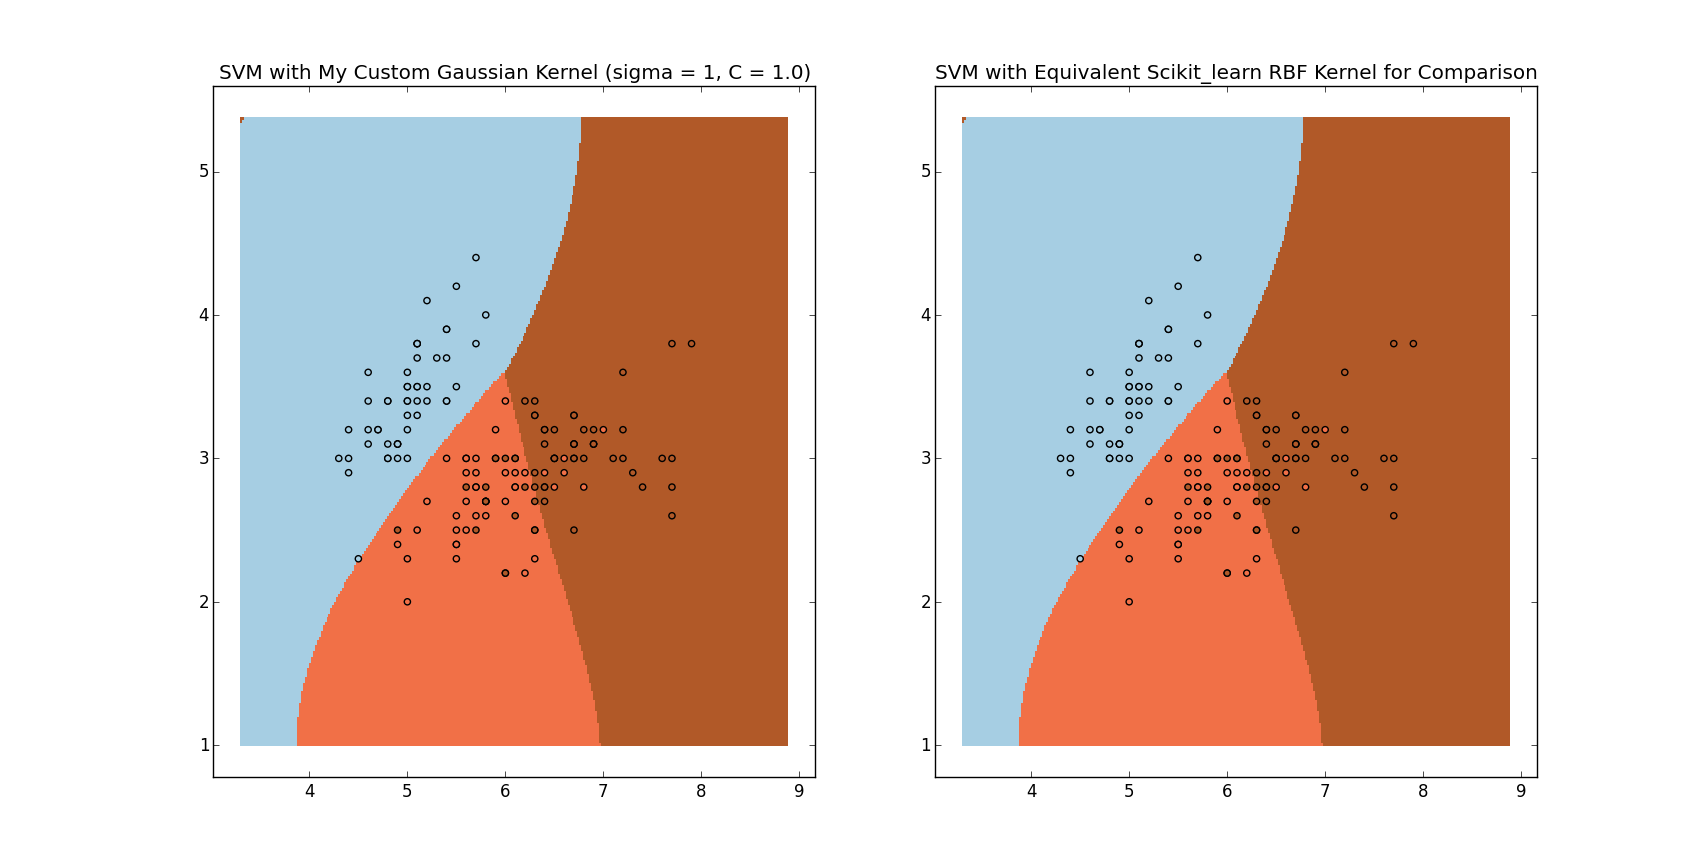 SVM with My Custom Gaussian Kernel (sigma = 1, C = 1.0)
5
4
3
2
1
4 5 6 7 8 9
SVM with Equivalent Scikit_learn RBF Kernel for Comparison
5
4
3
2
1
4 5 6 7 8 9